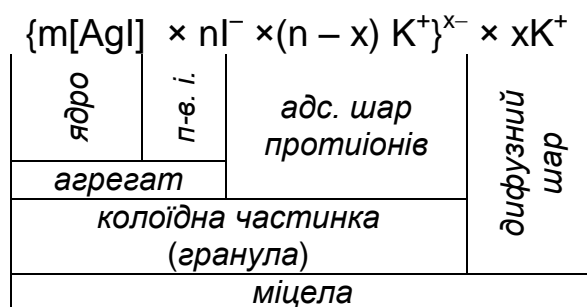 {m[AgI] × nI⁻ ×(n – x) K⁺}ˣ⁻ × xK⁺
ядро
п-в. і.
адс. шар
протиіонів
дифузний
шар
агрегат
колоїдна частинка
(гранула)
міцела